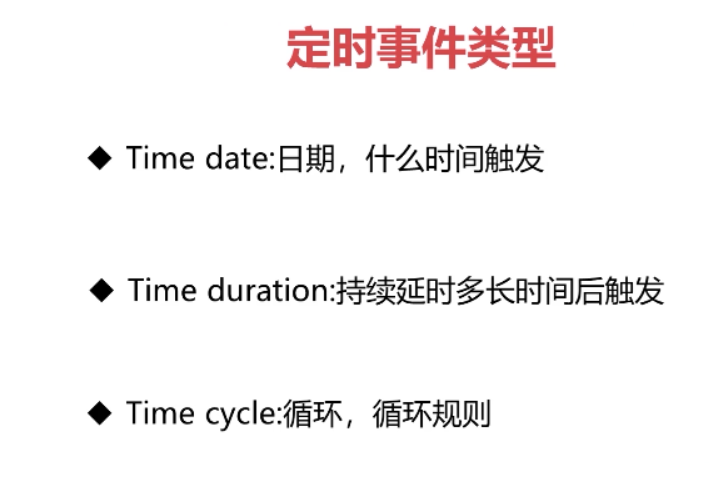 定时事件类型
◆ Time date:日期，什么时间触发
◆ Time duration:持续延时多长时间后触发
◆ Time cycle:循环，循环规则